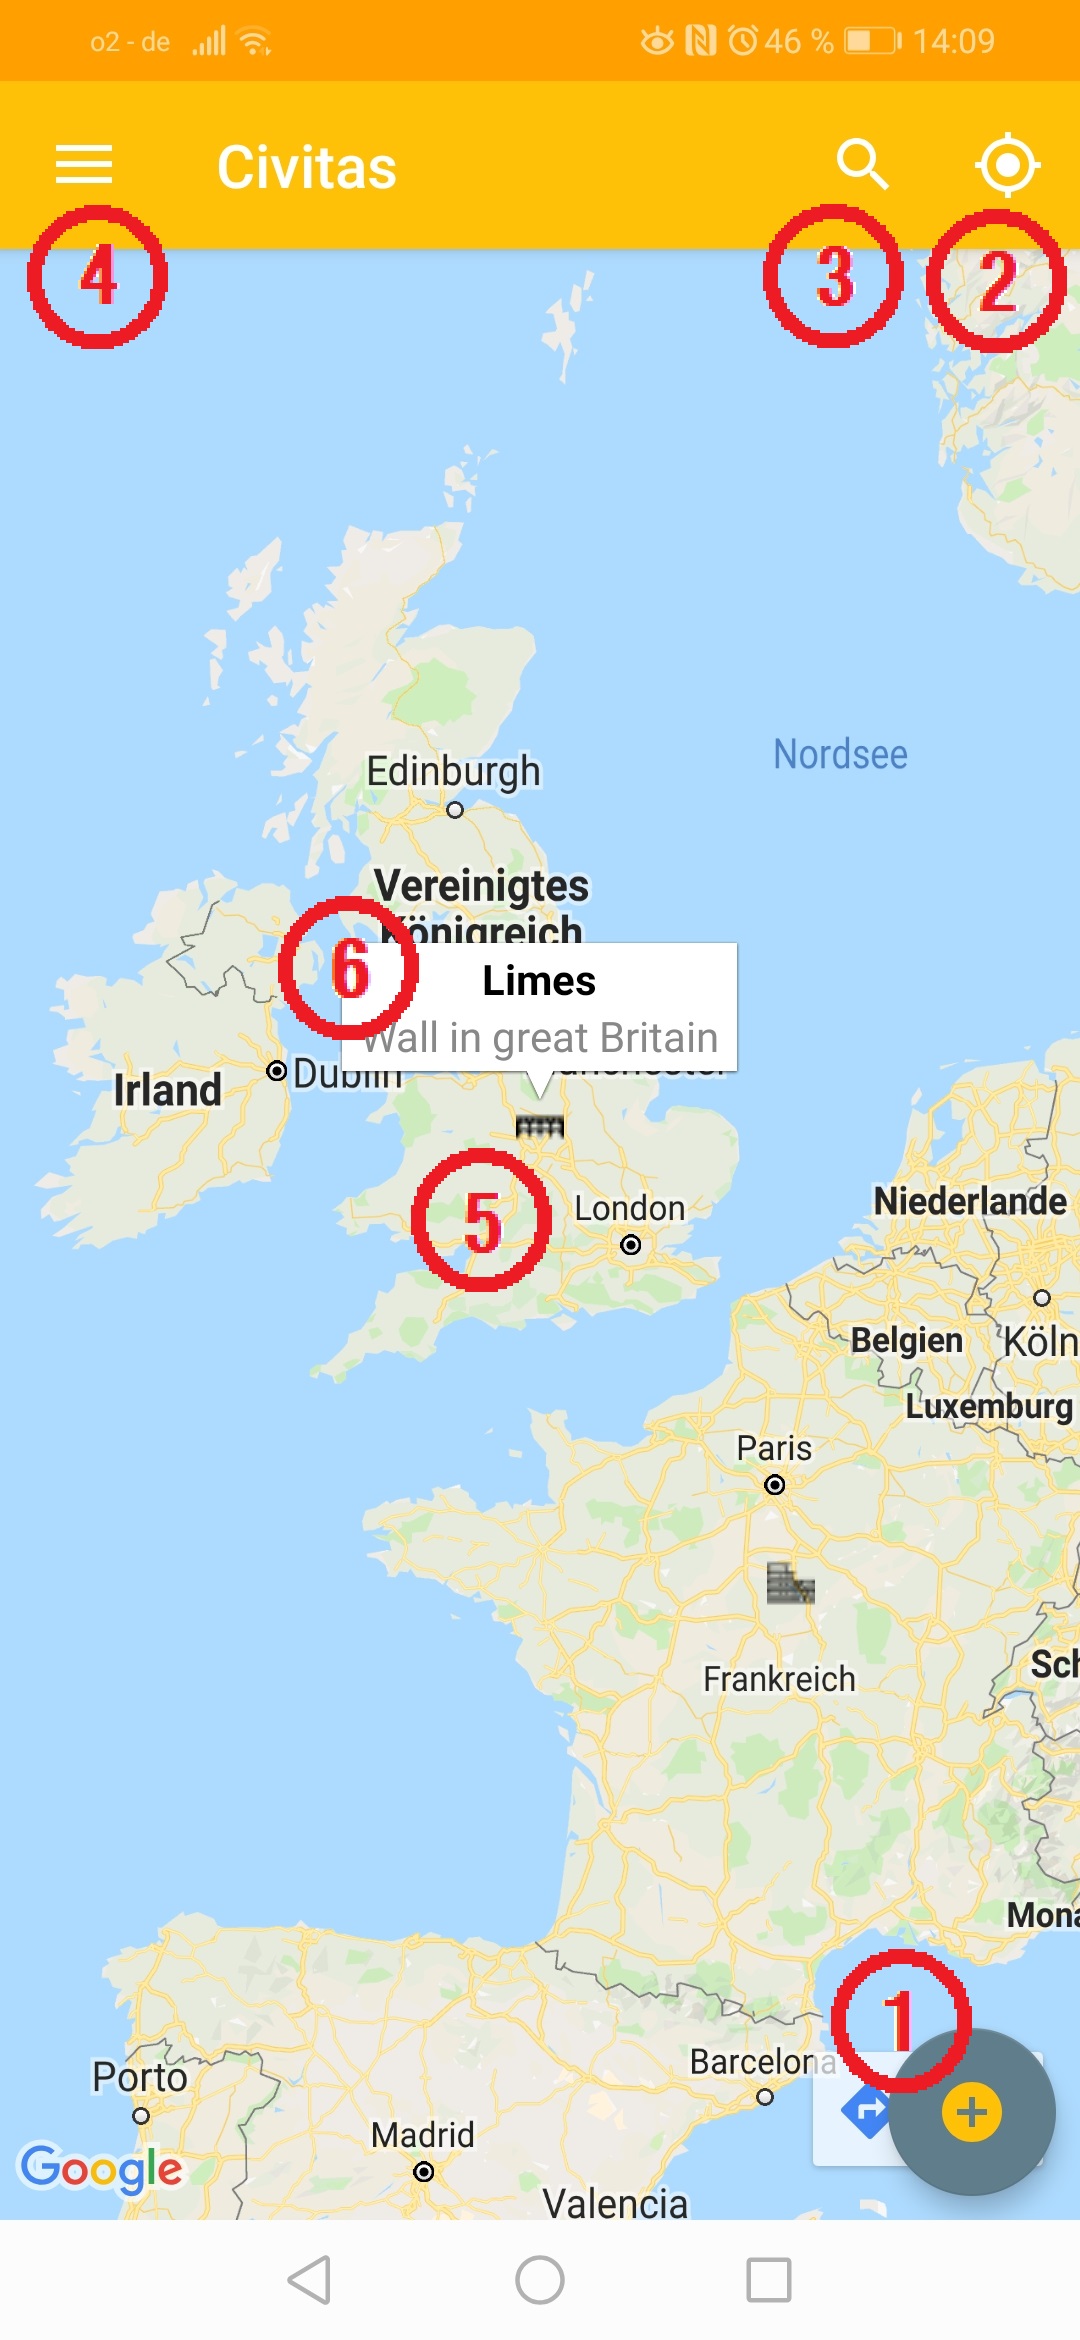 o2 - de
46 %
14:09
Civitas
4
3
2
Edinburgh
Nordsee
Vereinigtes
Königreich
6
Limes
Wall in great Britain
Dublin
Irland
5
London
Niederlande
Belgien
Köln
Luxemburg
Paris
Frankreich
Sch
Mona
1
Barcelona
Porto
Madrid
Google
Valencia